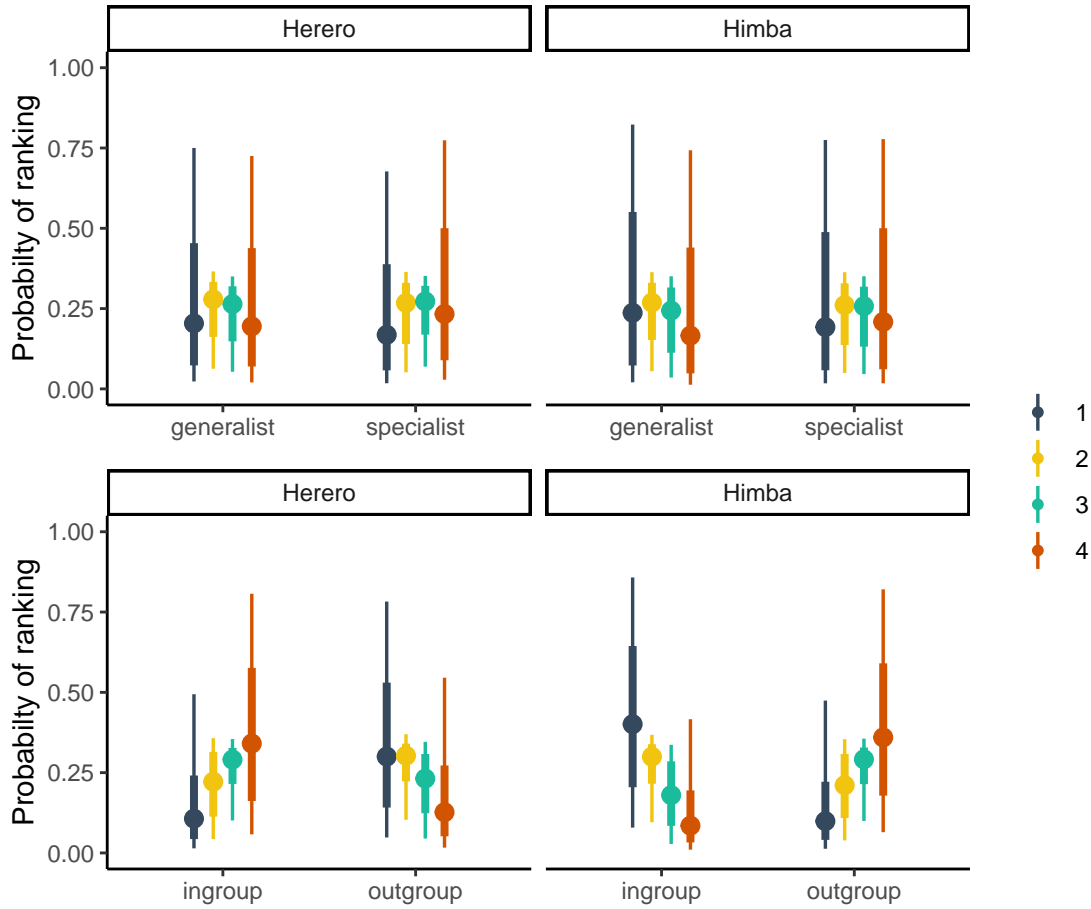 Herero
Himba
Probabilty of ranking
1.00
0.75
0.50
0.25
0.00
generalist
specialist
generalist
specialist
1
2
3
4
Herero
Himba
Probabilty of ranking
1.00
0.75
0.50
0.25
0.00
ingroup
outgroup
ingroup
outgroup